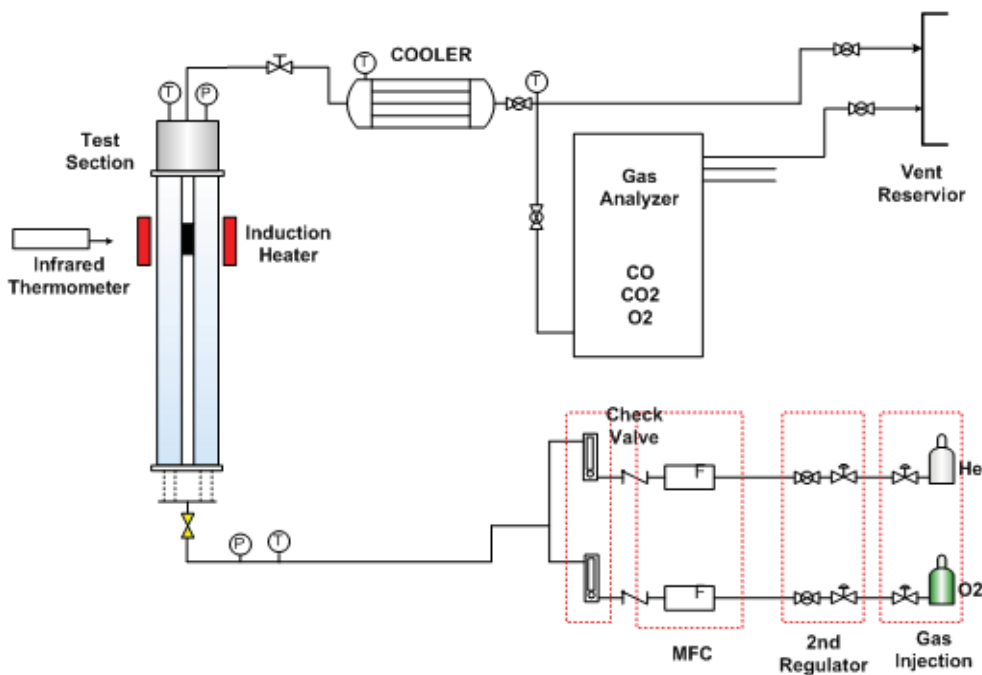 COOLER
T
T
P
T
Test
Section
Gas
Analyzer
Vent
Reservior
Induction
Heater
Infrared
Thermometer
CO
CO2
O2
Check
Valve
F
He
P
T
F
O2
MFC
2nd
Regulator
Gas
Injection